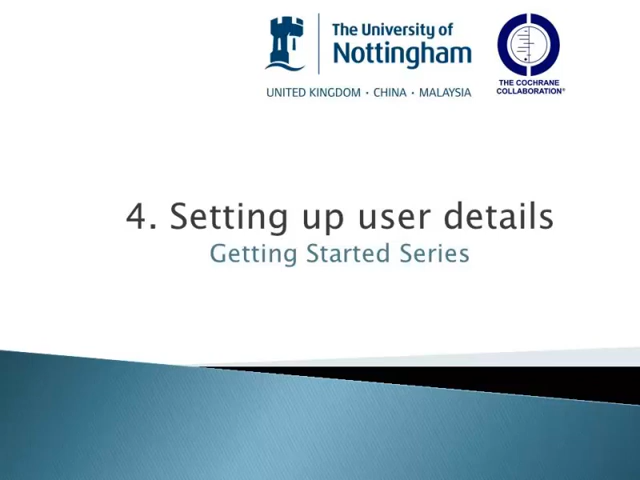 The University of
Nottingham
UNITED KINGDOM · CHINA · MALAYSIA
THE COCHRANE
COLLABORATION®
4. Setting up user details
Getting Started Series